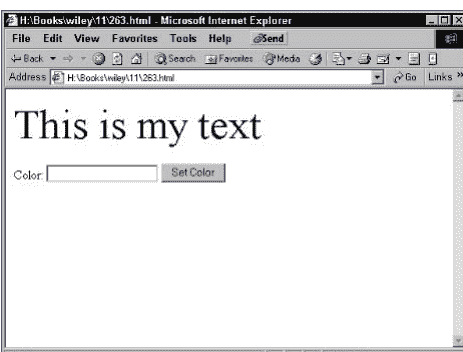 H:\Books\wiley\11\263.html - Microsoft Internet Explorer
File Edit View Favorites Tools Help Send
Back Search Favorites Media
Address H:\Books\wiley\11\263.html Go Links »
This is my text
Color: Set Color